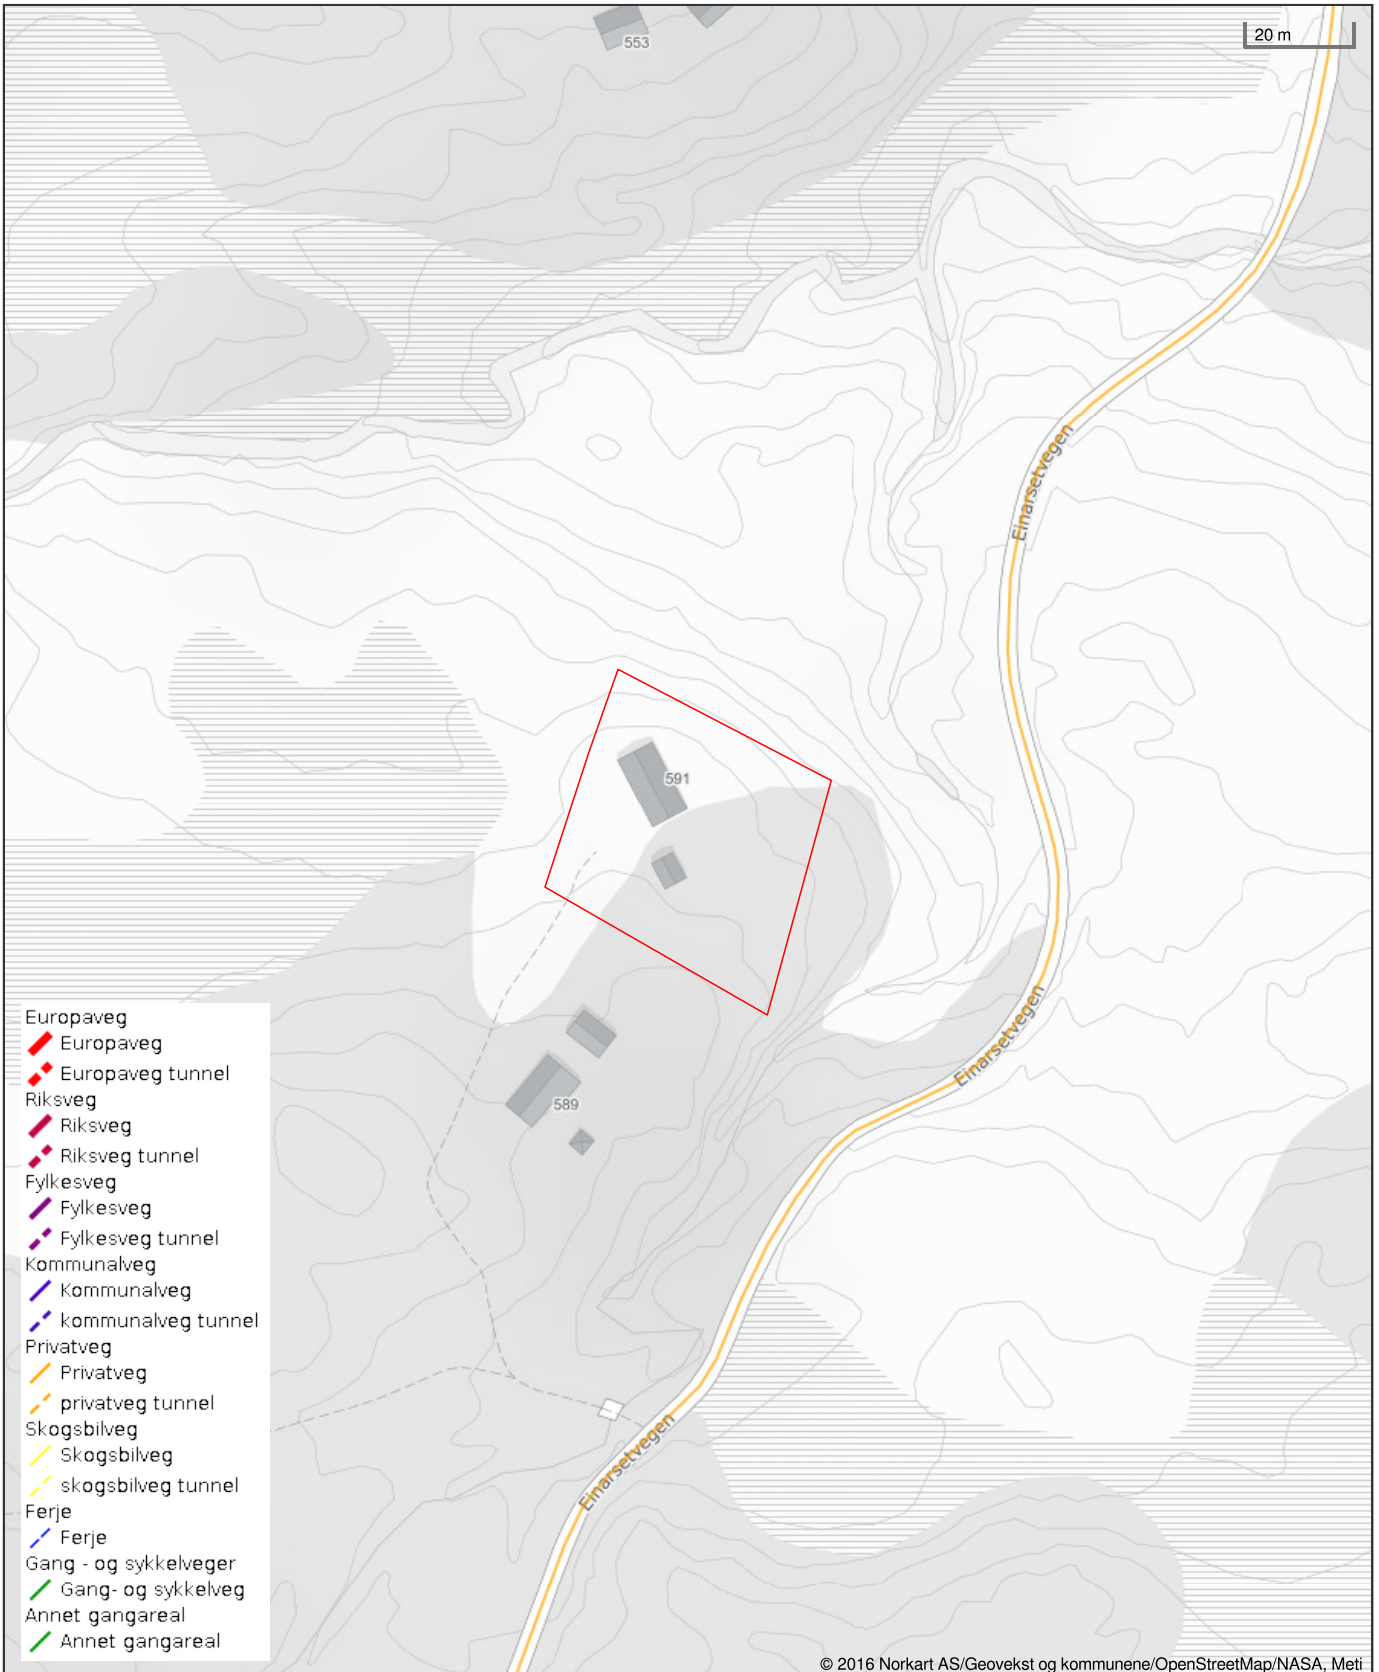 553
20 m
Einarsetvegen
591
Einarsetvegen
589
Einarsetvegen
Europaveg
Europaveg
Europaveg tunnel
Riksveg
Riksveg
Riksveg tunnel
Fylkesveg
Fylkesveg
Fylkesveg tunnel
Kommunalveg
Kommunalveg
kommunalveg tunnel
Privatveg
Privatveg
privatveg tunnel
Skogsbilveg
Skogsbilveg
skogsbilveg tunnel
Ferje
Ferje
Gang - og sykkelveger
Gang- og sykkelveg
Annet gangareal
Annet gangareal
© 2016 Norkart AS/Geovekst og kommunene/OpenStreetMap/NASA, Meti